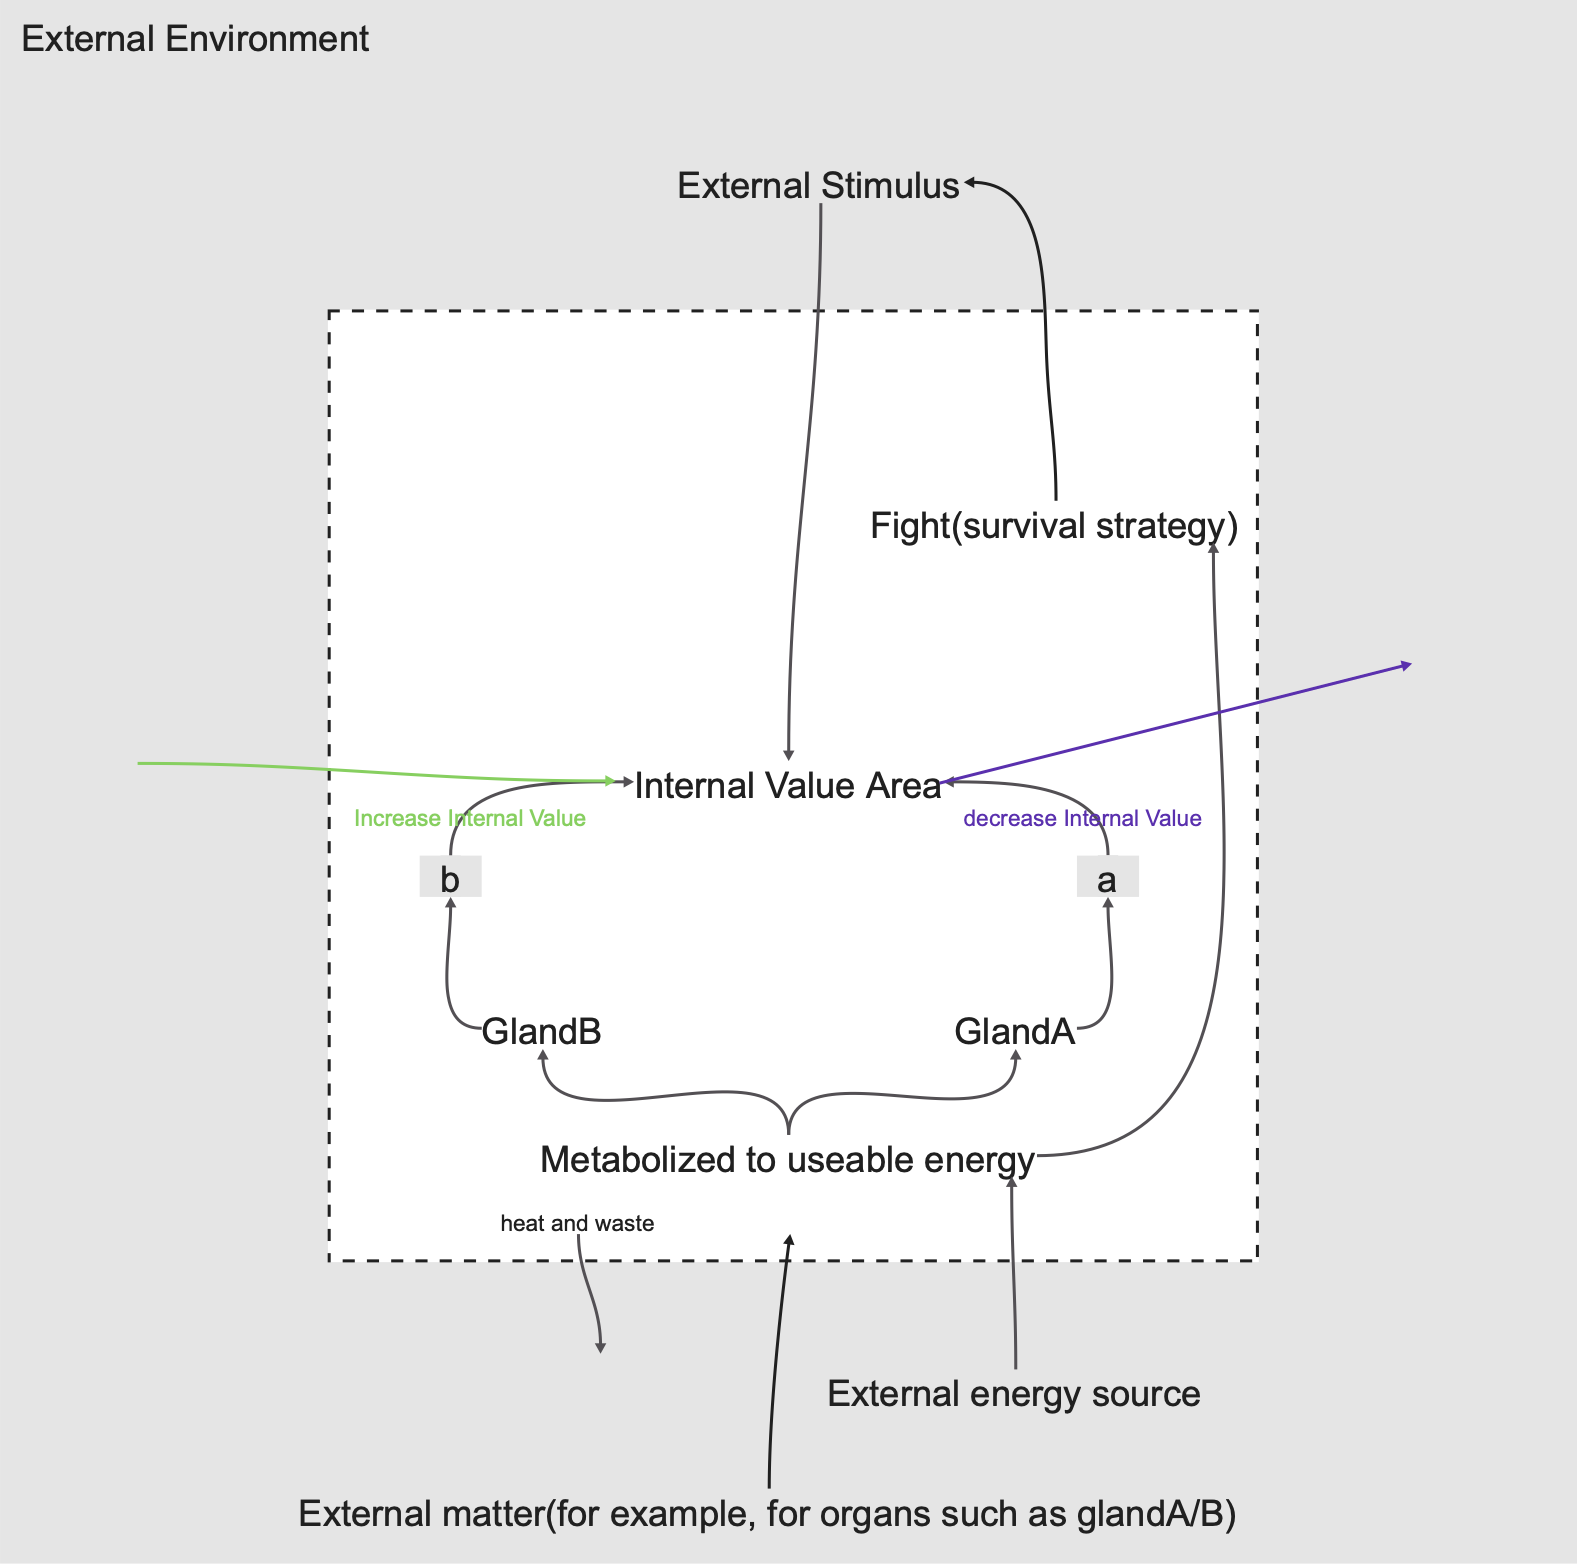 External Environment
External Stimulus
Fight(survival strategy)
Internal Value Area
Increase Internal Value
decrease Internal Value
b
a
GlandB
GlandA
Metabolized to useable energy
heat and waste
External energy source
External matter(for example, for organs such as glandA/B)